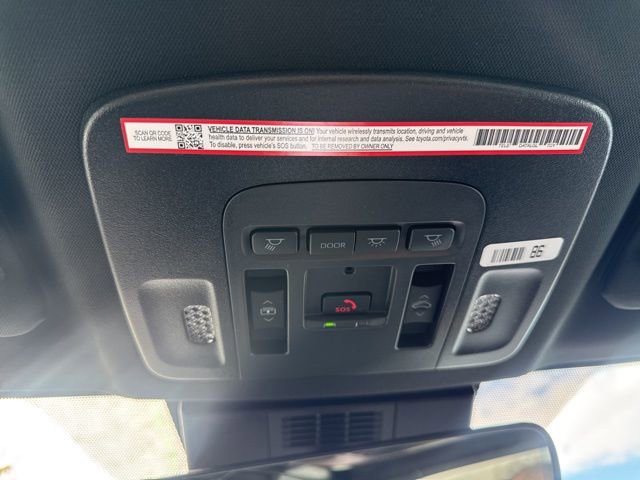 SCAN QR CODE
TO LEARN MORE
VEHICLE DATA TRANSMISSION IS ON! Your vehicle wirelessly transmits location, driving and vehicle
health data to deliver your services and for internal research and data analysis. See toyota.com/privacyvts.
To disable, press vehicle's SOS button. TO BE REMOVED BY OWNER ONLY
DOOR
86
SOS